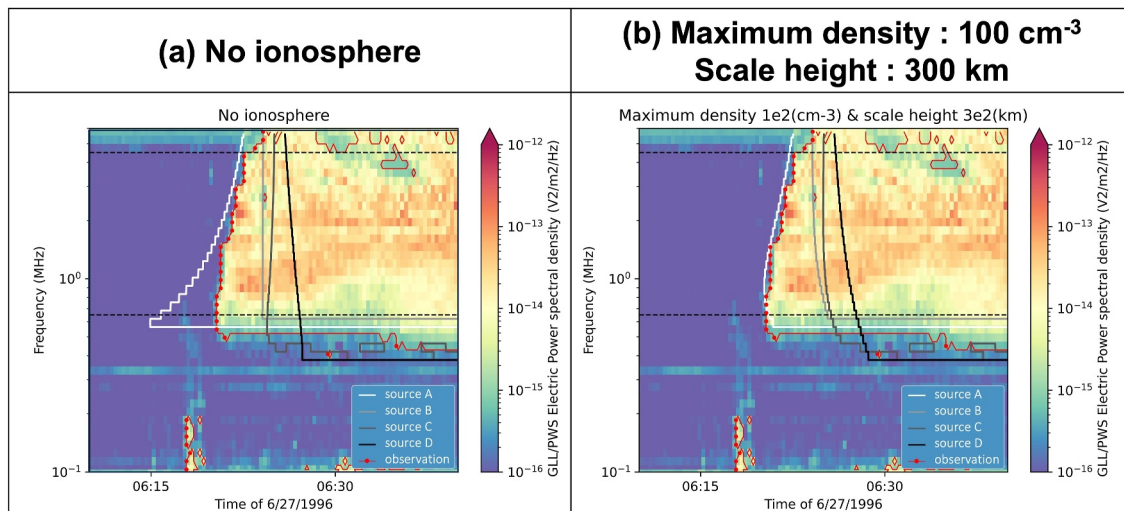 (a) No ionosphere
(b) Maximum density : 100 cm-3
Scale height : 300 km
No ionosphere
Frequency (MHz)
10⁰
10⁻¹
06:15
06:30
Time of 6/27/1996
source A
source B
source C
source D
observation
10⁻¹²
10⁻¹³
10⁻¹⁴
10⁻¹⁵
10⁻¹⁶
GLL/PWS Electric Power spectral density (V2/m2/Hz)
Maximum density 1e2(cm-3) & scale height 3e2(km)
Frequency (MHz)
10⁰
10⁻¹
06:15
06:30
Time of 6/27/1996
source A
source B
source C
source D
observation
10⁻¹²
10⁻¹³
10⁻¹⁴
10⁻¹⁵
10⁻¹⁶
GLL/PWS Electric Power spectral density (V2/m2/Hz)